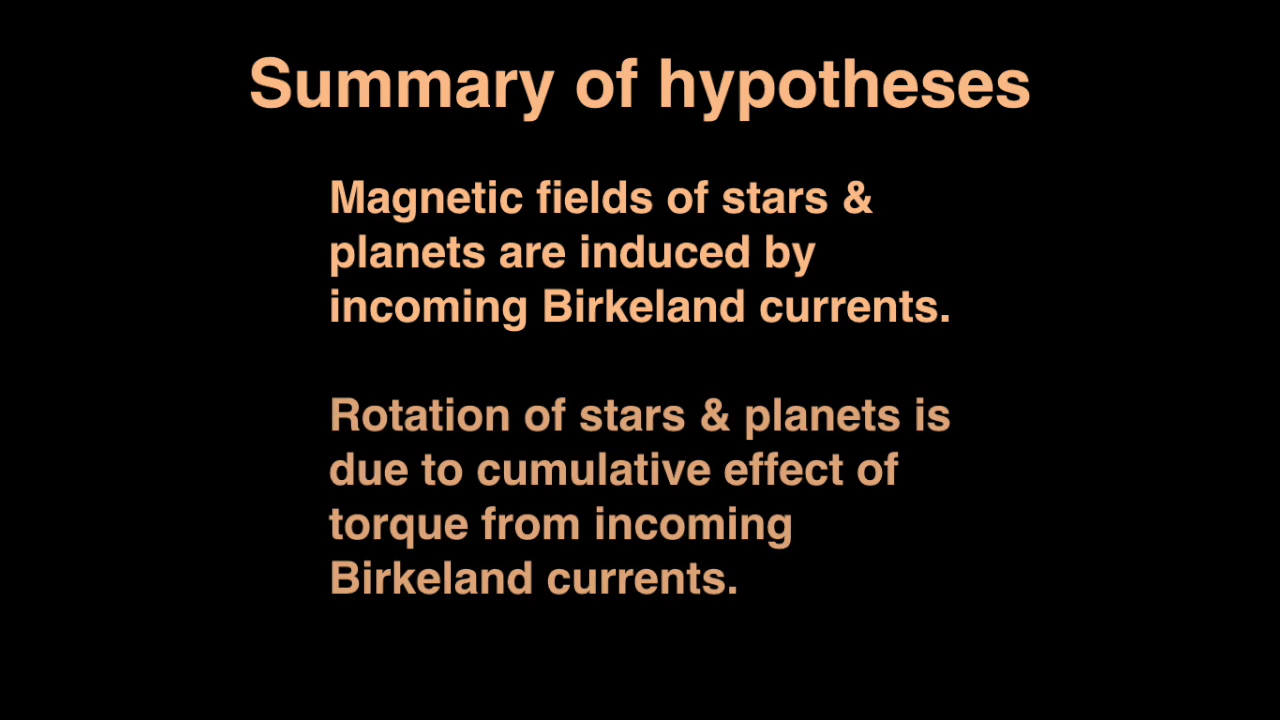 Summary of hypotheses
Magnetic fields of stars &
planets are induced by
incoming Birkeland currents.
Rotation of stars & planets is
due to cumulative effect of
torque from incoming
Birkeland currents.